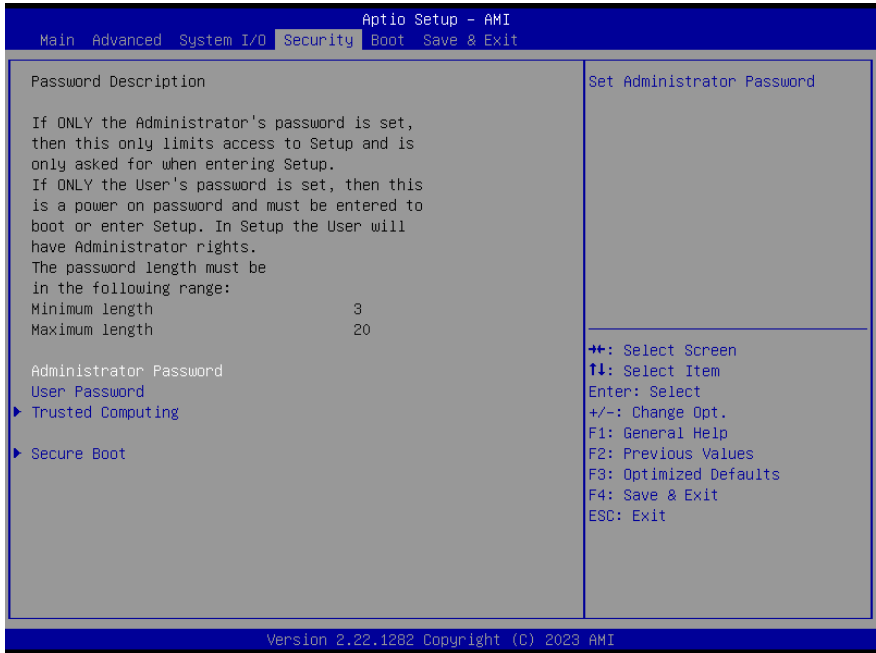 Aptio Setup – AMI
Main Advanced System I/O Security Boot Save & Exit
Password Description
If ONLY the Administrator's password is set,
then this only limits access to Setup and is
only asked for when entering Setup.
If ONLY the User's password is set, then this
is a power on password and must be entered to
boot or enter Setup. In Setup the User will
have Administrator rights.
The password length must be
in the following range:
Minimum length 3
Maximum length 20
Administrator Password
User Password
Trusted Computing
Secure Boot
Set Administrator Password
→←: Select Screen
↑↓: Select Item
Enter: Select
+/-: Change Opt.
F1: General Help
F2: Previous Values
F3: Optimized Defaults
F4: Save & Exit
ESC: Exit
Version 2.22.1282 Copyright (C) 2023 AMI